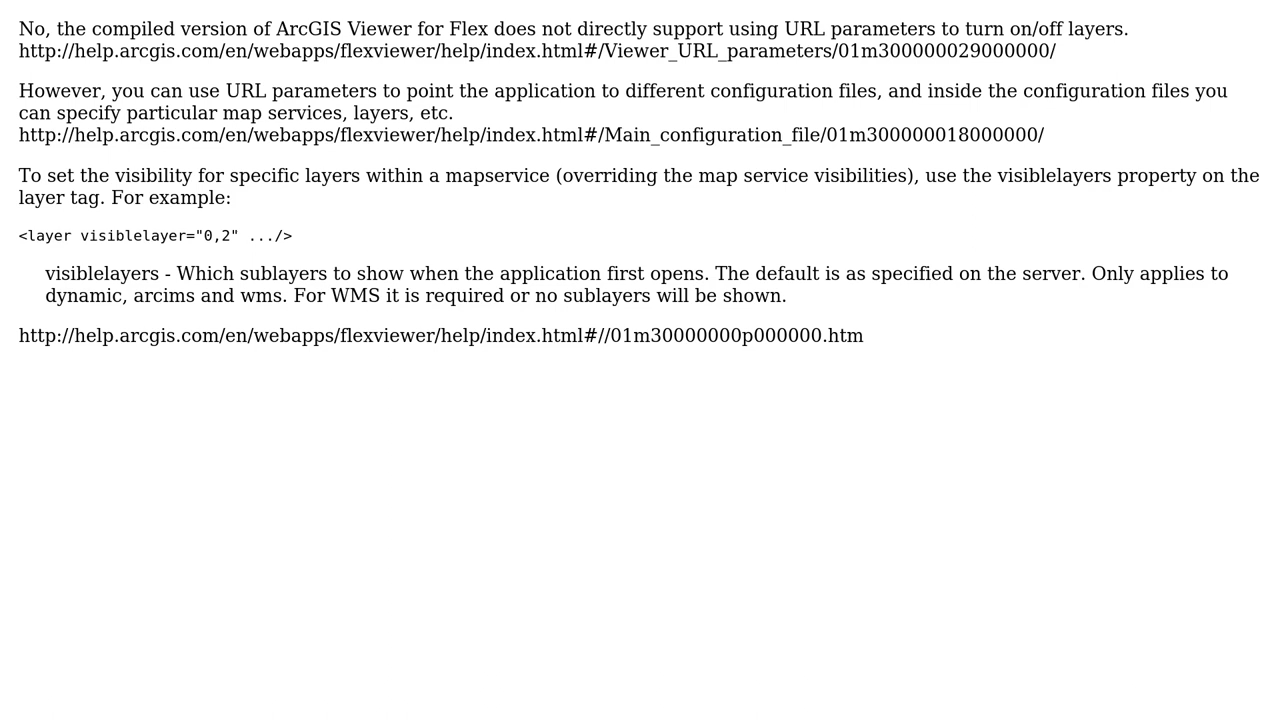 No, the compiled version of ArcGIS Viewer for Flex does not directly support using URL parameters to turn on/off layers.
http://help.arcgis.com/en/webapps/flexviewer/help/index.html#/Viewer_URL_parameters/01m300000029000000/
However, you can use URL parameters to point the application to different configuration files, and inside the configuration files you
can specify particular map services, layers, etc.
http://help.arcgis.com/en/webapps/flexviewer/help/index.html#/Main_configuration_file/01m300000018000000/
To set the visibility for specific layers within a mapservice (overriding the map service visibilities), use the visiblelayers property on the
layer tag. For example:
<layer visiblelayer="0,2" .../>
visiblelayers - Which sublayers to show when the application first opens. The default is as specified on the server. Only applies to
dynamic, arcims and wms. For WMS it is required or no sublayers will be shown.
http://help.arcgis.com/en/webapps/flexviewer/help/index.html#//01m30000000p000000.htm